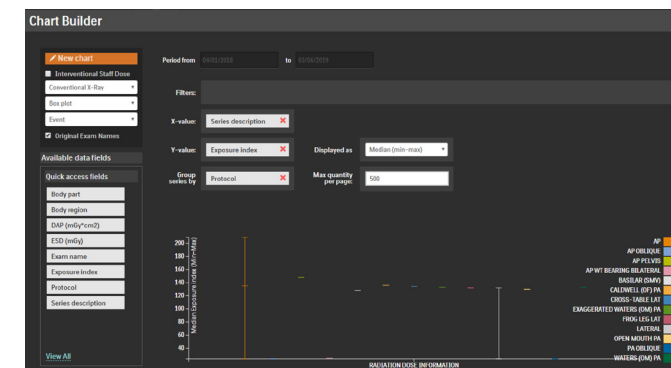 Chart Builder
New chart
Interventional Staff Dose
Conventional X-Ray
Box plot
Event
Original Exam Names
Available data fields
Quick access fields
Body part
Body region
DAP (mGy*cm2)
ESD (mGy)
Exam name
Exposure index
Protocol
Series description
View All
Period from
to
Filters:
X-value: Series description
Y-value: Exposure index Displayed as Median (min-max)
Group series by Protocol Max quantity per page: 500
Median Exposure index (Min-Max)
200
180
160
140
120
100
80
60
40
RADIATION DOSE INFORMATION
AP
AP OBLIQUE
AP PELVIS
AP WT BEARING BILATERAL
BASILAR (SMV)
CALDWELL (OF) PA
CROSS-TABLE LAT
EXAGGERATED WATERS (OM) PA
FROG LEG LAT
LATERAL
OPEN MOUTH PA
PA OBLIQUE
WATERS (OM) PA